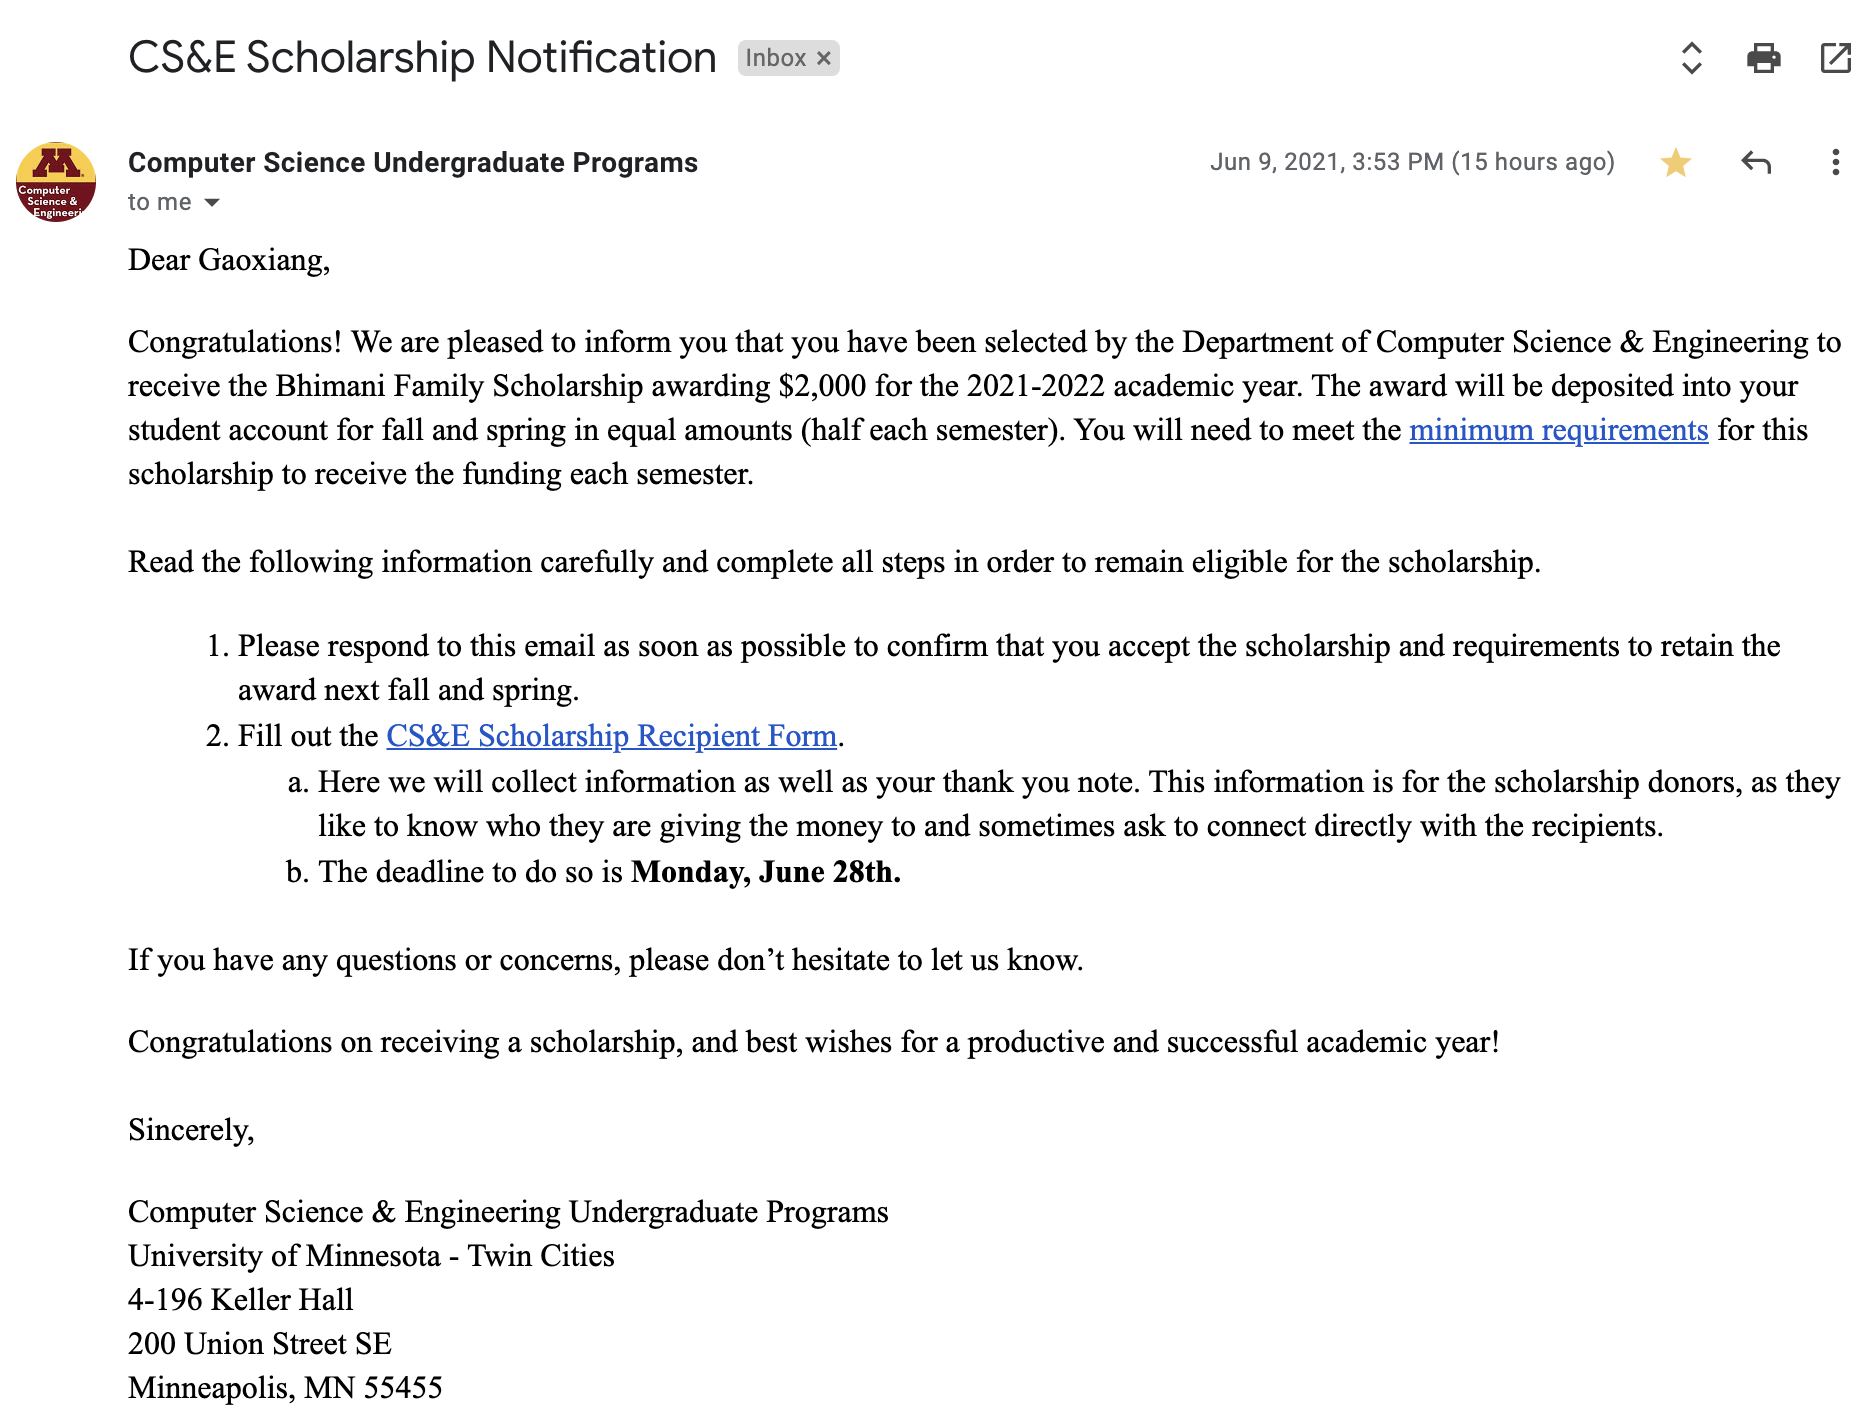 CS&E Scholarship Notification Inbox ×
Computer Science Undergraduate Programs Jun 9, 2021, 3:53 PM (15 hours ago)
M
Computer
Science &
Engineeri
to me
Dear Gaoxiang,
Congratulations! We are pleased to inform you that you have been selected by the Department of Computer Science & Engineering to
receive the Bhimani Family Scholarship awarding $2,000 for the 2021-2022 academic year. The award will be deposited into your
student account for fall and spring in equal amounts (half each semester). You will need to meet the minimum requirements for this
scholarship to receive the funding each semester.
Read the following information carefully and complete all steps in order to remain eligible for the scholarship.
1. Please respond to this email as soon as possible to confirm that you accept the scholarship and requirements to retain the
award next fall and spring.
2. Fill out the CS&E Scholarship Recipient Form.
a. Here we will collect information as well as your thank you note. This information is for the scholarship donors, as they
like to know who they are giving the money to and sometimes ask to connect directly with the recipients.
b. The deadline to do so is Monday, June 28th.
If you have any questions or concerns, please don’t hesitate to let us know.
Congratulations on receiving a scholarship, and best wishes for a productive and successful academic year!
Sincerely,
Computer Science & Engineering Undergraduate Programs
University of Minnesota - Twin Cities
4-196 Keller Hall
200 Union Street SE
Minneapolis, MN 55455